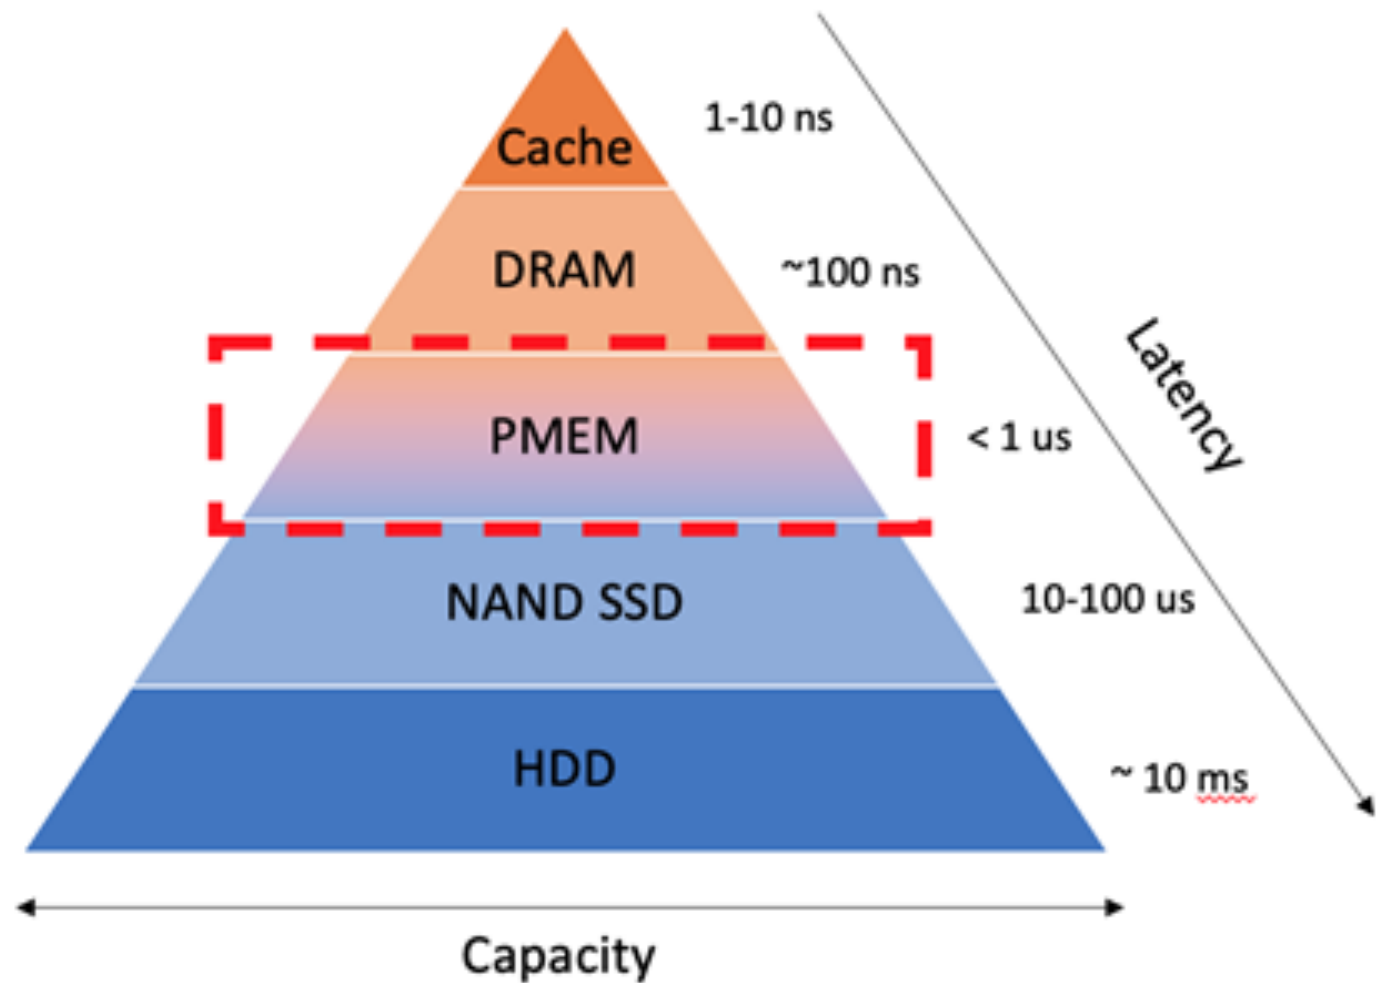 Cache
1-10 ns
DRAM
~100 ns
PMEM
< 1 us
Latency
NAND SSD
10-100 us
HDD
~ 10 ms
Capacity